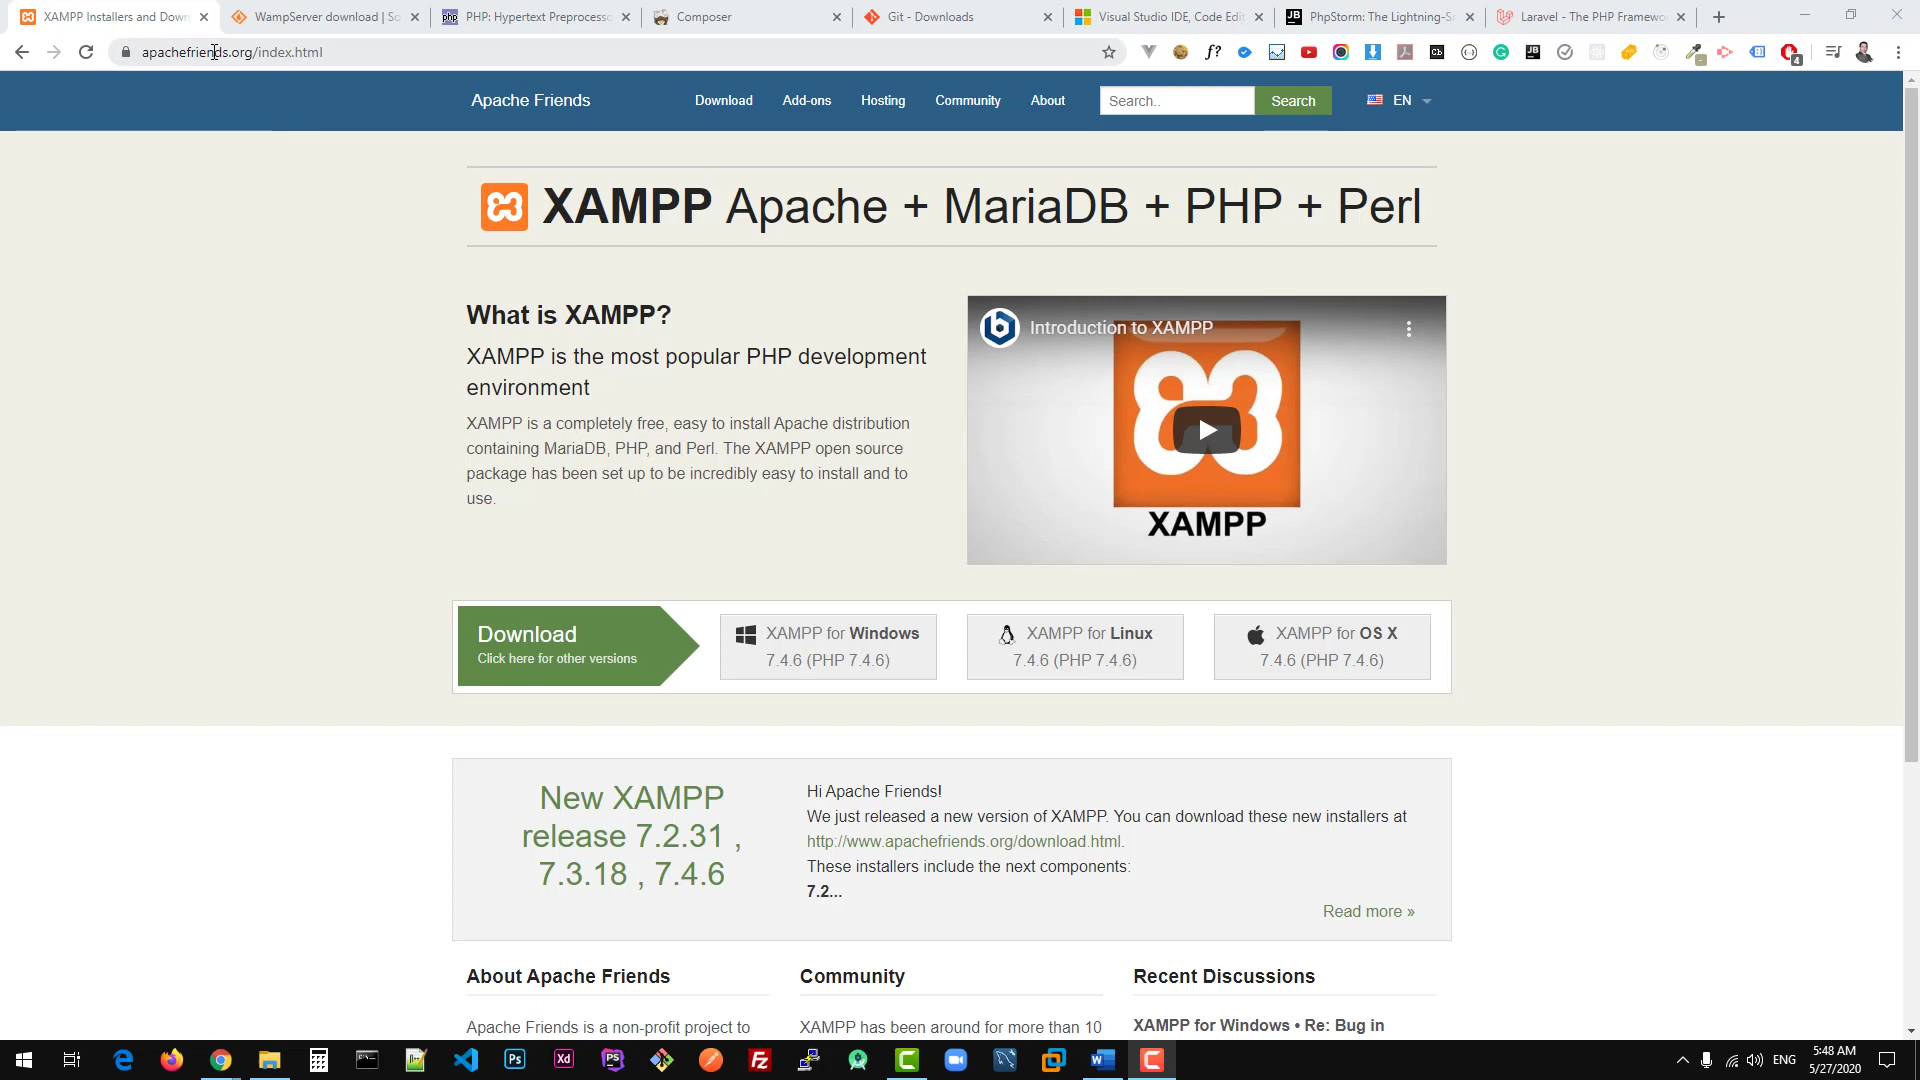 XAMPP Installers and Down
WampServer download | So
PHP: Hypertext Preprocesso
Composer
Git - Downloads
Visual Studio IDE, Code Edit
PhpStorm: The Lightning-S
Laravel - The PHP Framewo
apachefriends.org/index.html
Apache Friends
Download
Add-ons
Hosting
Community
About
Search..
Search
EN
XAMPP Apache + MariaDB + PHP + Perl
What is XAMPP?
XAMPP is the most popular PHP development
environment
XAMPP is a completely free, easy to install Apache distribution
containing MariaDB, PHP, and Perl. The XAMPP open source
package has been set up to be incredibly easy to install and to
use.
Introduction to XAMPP
XAMPP
Download
Click here for other versions
XAMPP for Windows
7.4.6 (PHP 7.4.6)
XAMPP for Linux
7.4.6 (PHP 7.4.6)
XAMPP for OS X
7.4.6 (PHP 7.4.6)
New XAMPP
release 7.2.31 ,
7.3.18 , 7.4.6
Hi Apache Friends!
We just released a new version of XAMPP. You can download these new installers at
http://www.apachefriends.org/download.html.
These installers include the next components:
7.2...
Read more »
About Apache Friends
Apache Friends is a non-profit project to
Community
XAMPP has been around for more than 10
Recent Discussions
XAMPP for Windows • Re: Bug in
ENG
5:48 AM
5/27/2020